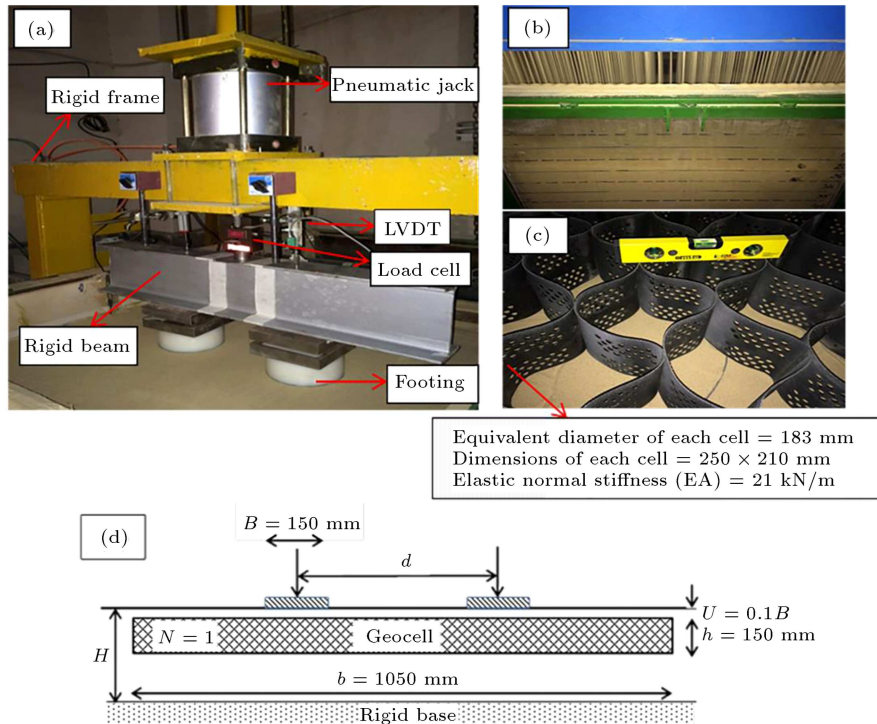 (a)
Pneumatic jack
Rigid frame
LVDT
Load cell
Rigid beam
Footing
(b)
(c)
Equivalent diameter of each cell = 183 mm
Dimensions of each cell = 250 × 210 mm
Elastic normal stiffness (EA) = 21 kN/m
(d)
B = 150 mm
d
U = 0.1B
h = 150 mm
N = 1
Geocell
H
b = 1050 mm
Rigid base